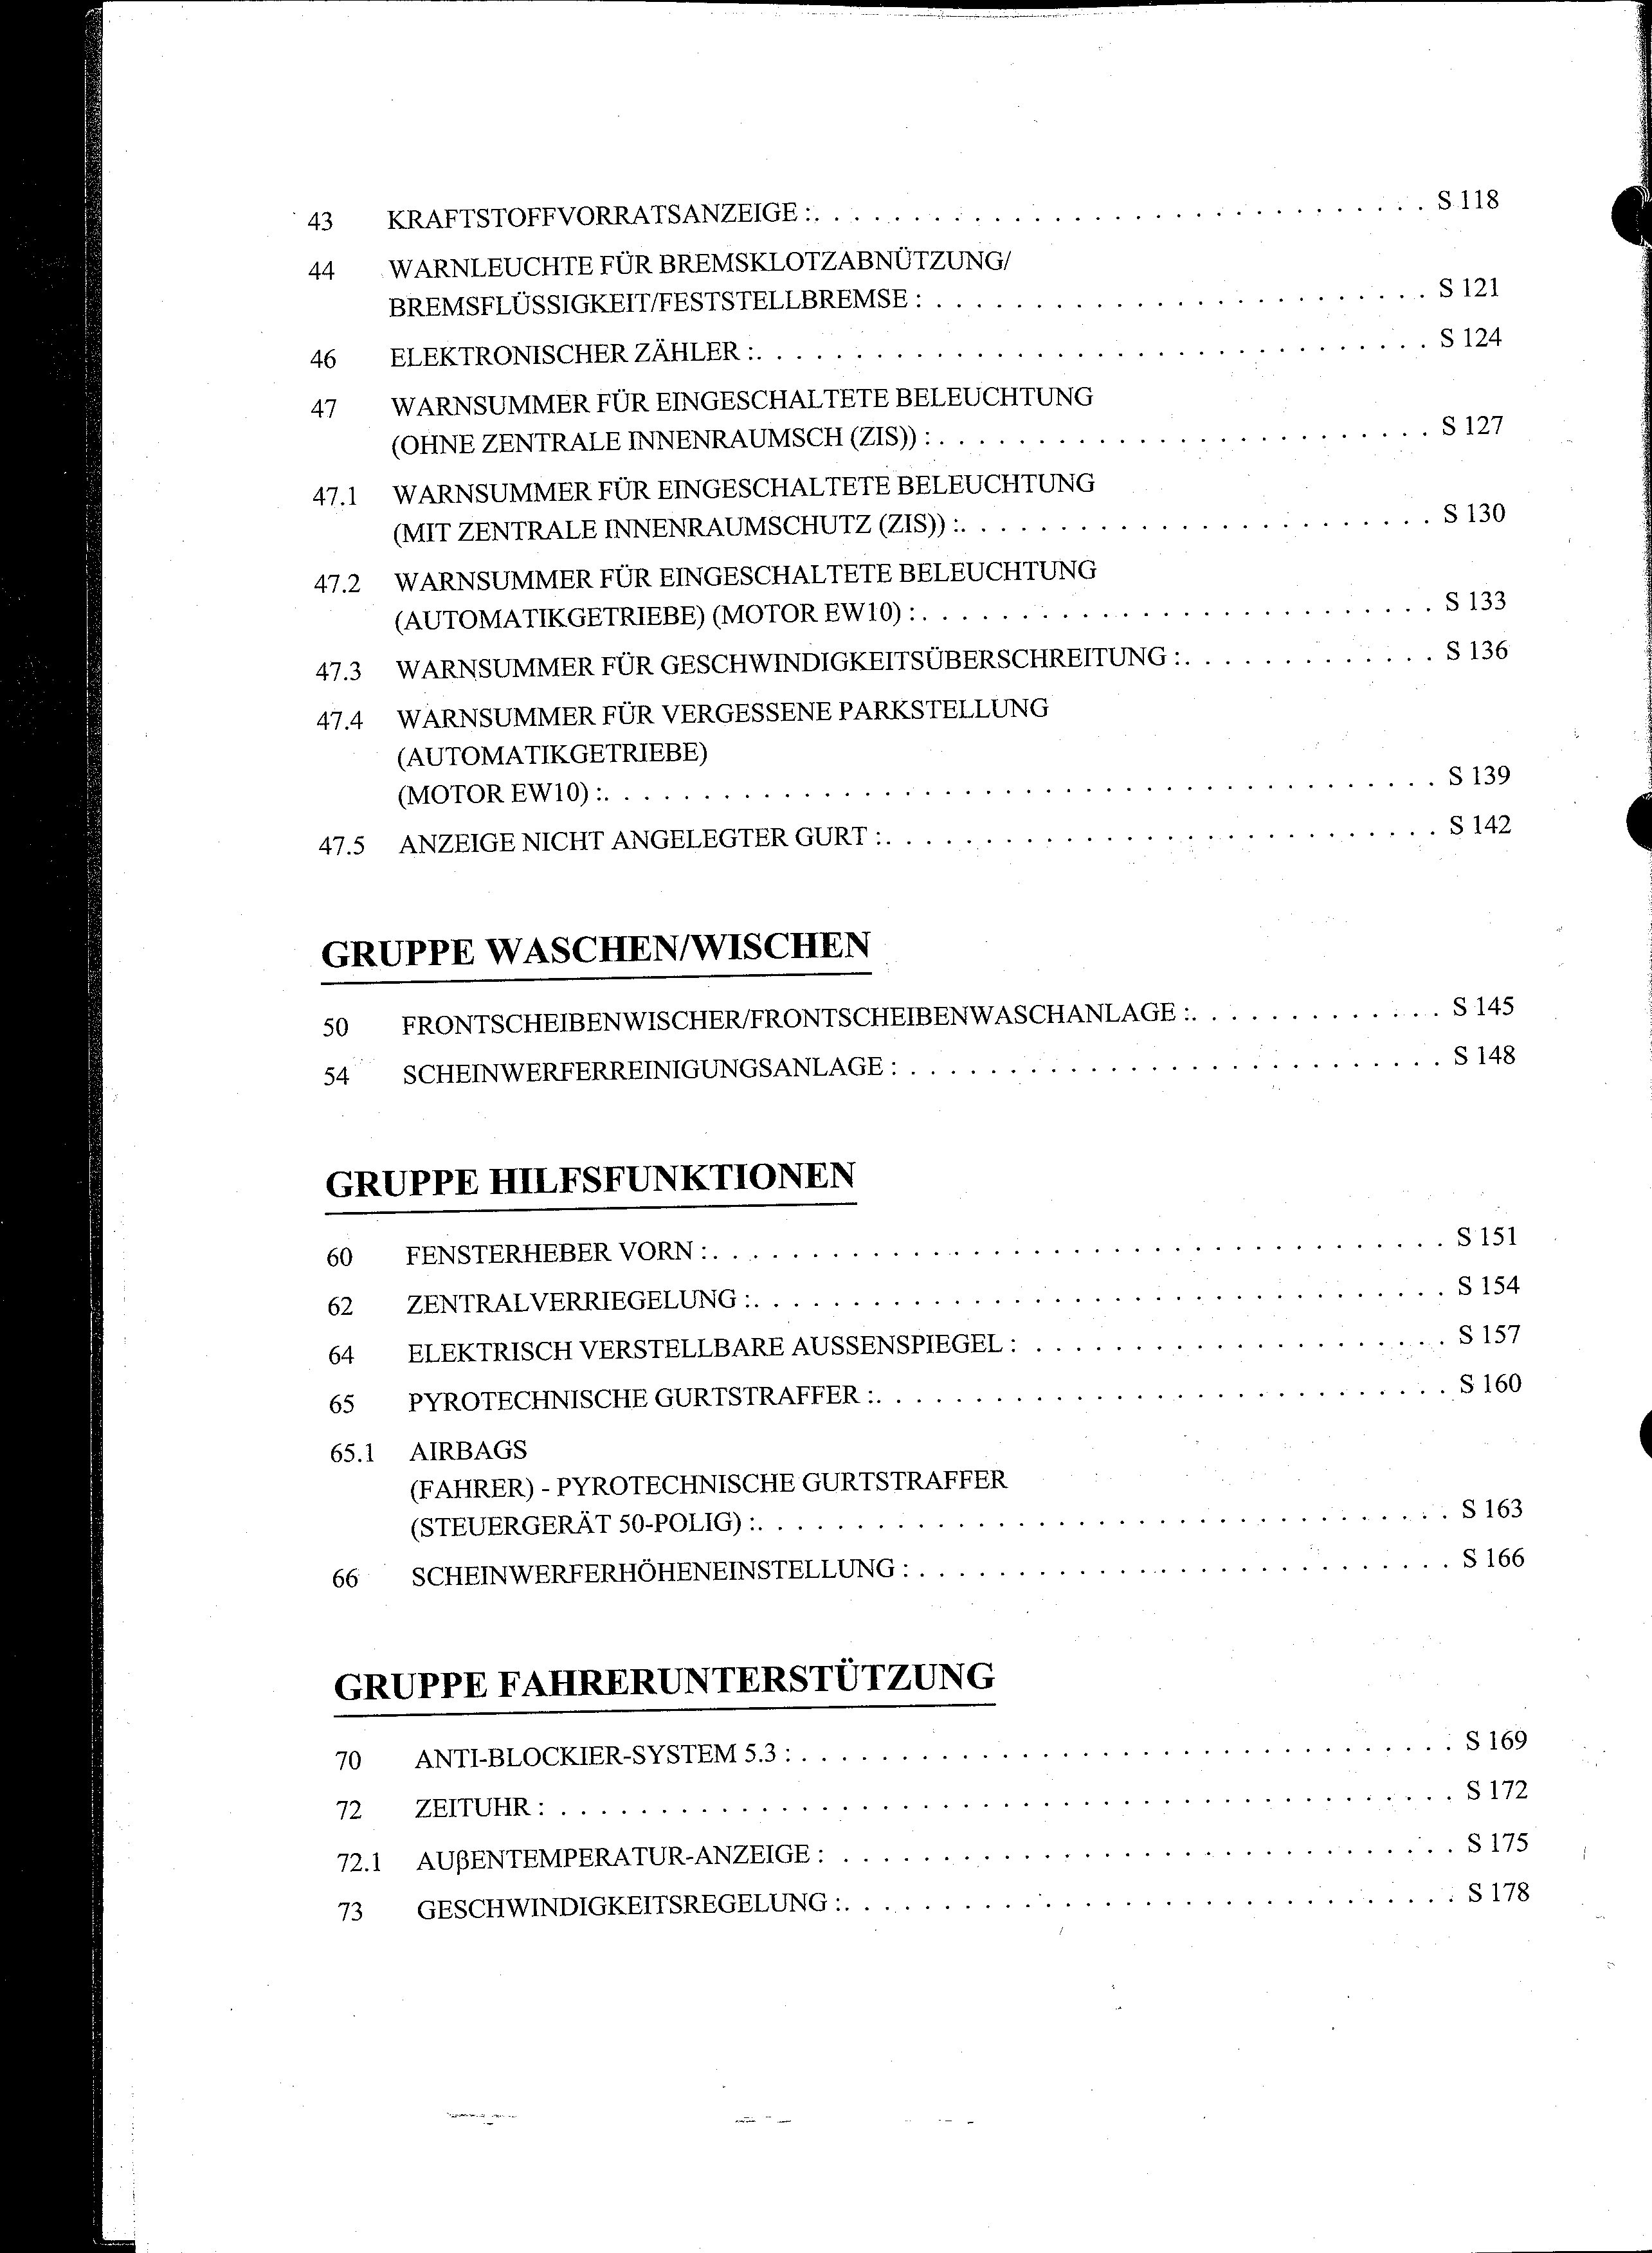 43 KRAFTSTOFFVORRATSANZEIGE :. . . . . . . . . . . . . . . . . . . . . . . . . . . . . . . S 118
44 WARNLEUCHTE FÜR BREMSKLOTZABNÜTZUNG/
BREMSFLÜSSIGKEIT/FESTSTELLBREMSE : . . . . . . . . . . . . . . . . . . . . . . . . . S 121
46 ELEKTRONISCHER ZÄHLER :. . . . . . . . . . . . . . . . . . . . . . . . . . . . . . . . . . S 124
47 WARNSUMMER FÜR EINGESCHALTETE BELEUCHTUNG
(OHNE ZENTRALE INNENRAUMSCH (ZIS)) : . . . . . . . . . . . . . . . . . . . . . . . . . S 127
47.1 WARNSUMMER FÜR EINGESCHALTETE BELEUCHTUNG
(MIT ZENTRALE INNENRAUMSCHUTZ (ZIS)) :. . . . . . . . . . . . . . . . . . . . . . . . S 130
47.2 WARNSUMMER FÜR EINGESCHALTETE BELEUCHTUNG
(AUTOMATIKGETRIEBE) (MOTOR EW10) : . . . . . . . . . . . . . . . . . . . . . . . . . . S 133
47.3 WARNSUMMER FÜR GESCHWINDIGKEITSÜBERSCHREITUNG :. . . . . . . . . . . . . S 136
47.4 WARNSUMMER FÜR VERGESSENE PARKSTELLUNG
(AUTOMATIKGETRIEBE)
(MOTOR EW10) :. . . . . . . . . . . . . . . . . . . . . . . . . . . . . . . . . . . . . . . . . . S 139
47.5 ANZEIGE NICHT ANGELEGTER GURT :. . . . . . . . . . . . . . . . . . . . . . . . . . . . S 142
GRUPPE WASCHEN/WISCHEN
50 FRONTSCHEIBENWISCHER/FRONTSCHEIBENWASCHANLAGE :. . . . . . . . . . . . . S 145
54 SCHEINWERFERREINIGUNGSANLAGE : . . . . . . . . . . . . . . . . . . . . . . . . . . . S 148
GRUPPE HILFSFUNKTIONEN
60 FENSTERHEBER VORN :. . . . . . . . . . . . . . . . . . . . . . . . . . . . . . . . . . . . . S 151
62 ZENTRALVERRIEGELUNG :. . . . . . . . . . . . . . . . . . . . . . . . . . . . . . . . . . . S 154
64 ELEKTRISCH VERSTELLBARE AUSSENSPIEGEL : . . . . . . . . . . . . . . . . . . . . . S 157
65 PYROTECHNISCHE GURTSTRAFFER :. . . . . . . . . . . . . . . . . . . . . . . . . . . . . S 160
65.1 AIRBAGS
(FAHRER) - PYROTECHNISCHE GURTSTRAFFER
(STEUERGERÄT 50-POLIG) :. . . . . . . . . . . . . . . . . . . . . . . . . . . . . . . . . . . S 163
66 SCHEINWERFERHÖHENEINSTELLUNG : . . . . . . . . . . . . . . . . . . . . . . . . . . . S 166
GRUPPE FAHRERUNTERSTÜTZUNG
70 ANTI-BLOCKIER-SYSTEM 5.3 : . . . . . . . . . . . . . . . . . . . . . . . . . . . . . . . . . S 169
72 ZEITUHR : . . . . . . . . . . . . . . . . . . . . . . . . . . . . . . . . . . . . . . . . . . . . . S 172
72.1 AUβENTEMPERATUR-ANZEIGE : . . . . . . . . . . . . . . . . . . . . . . . . . . . . . . . S 175
73 GESCHWINDIGKEITSREGELUNG :. . . . . . . . . . . . . . . . . . . . . . . . . . . . . . . S 178